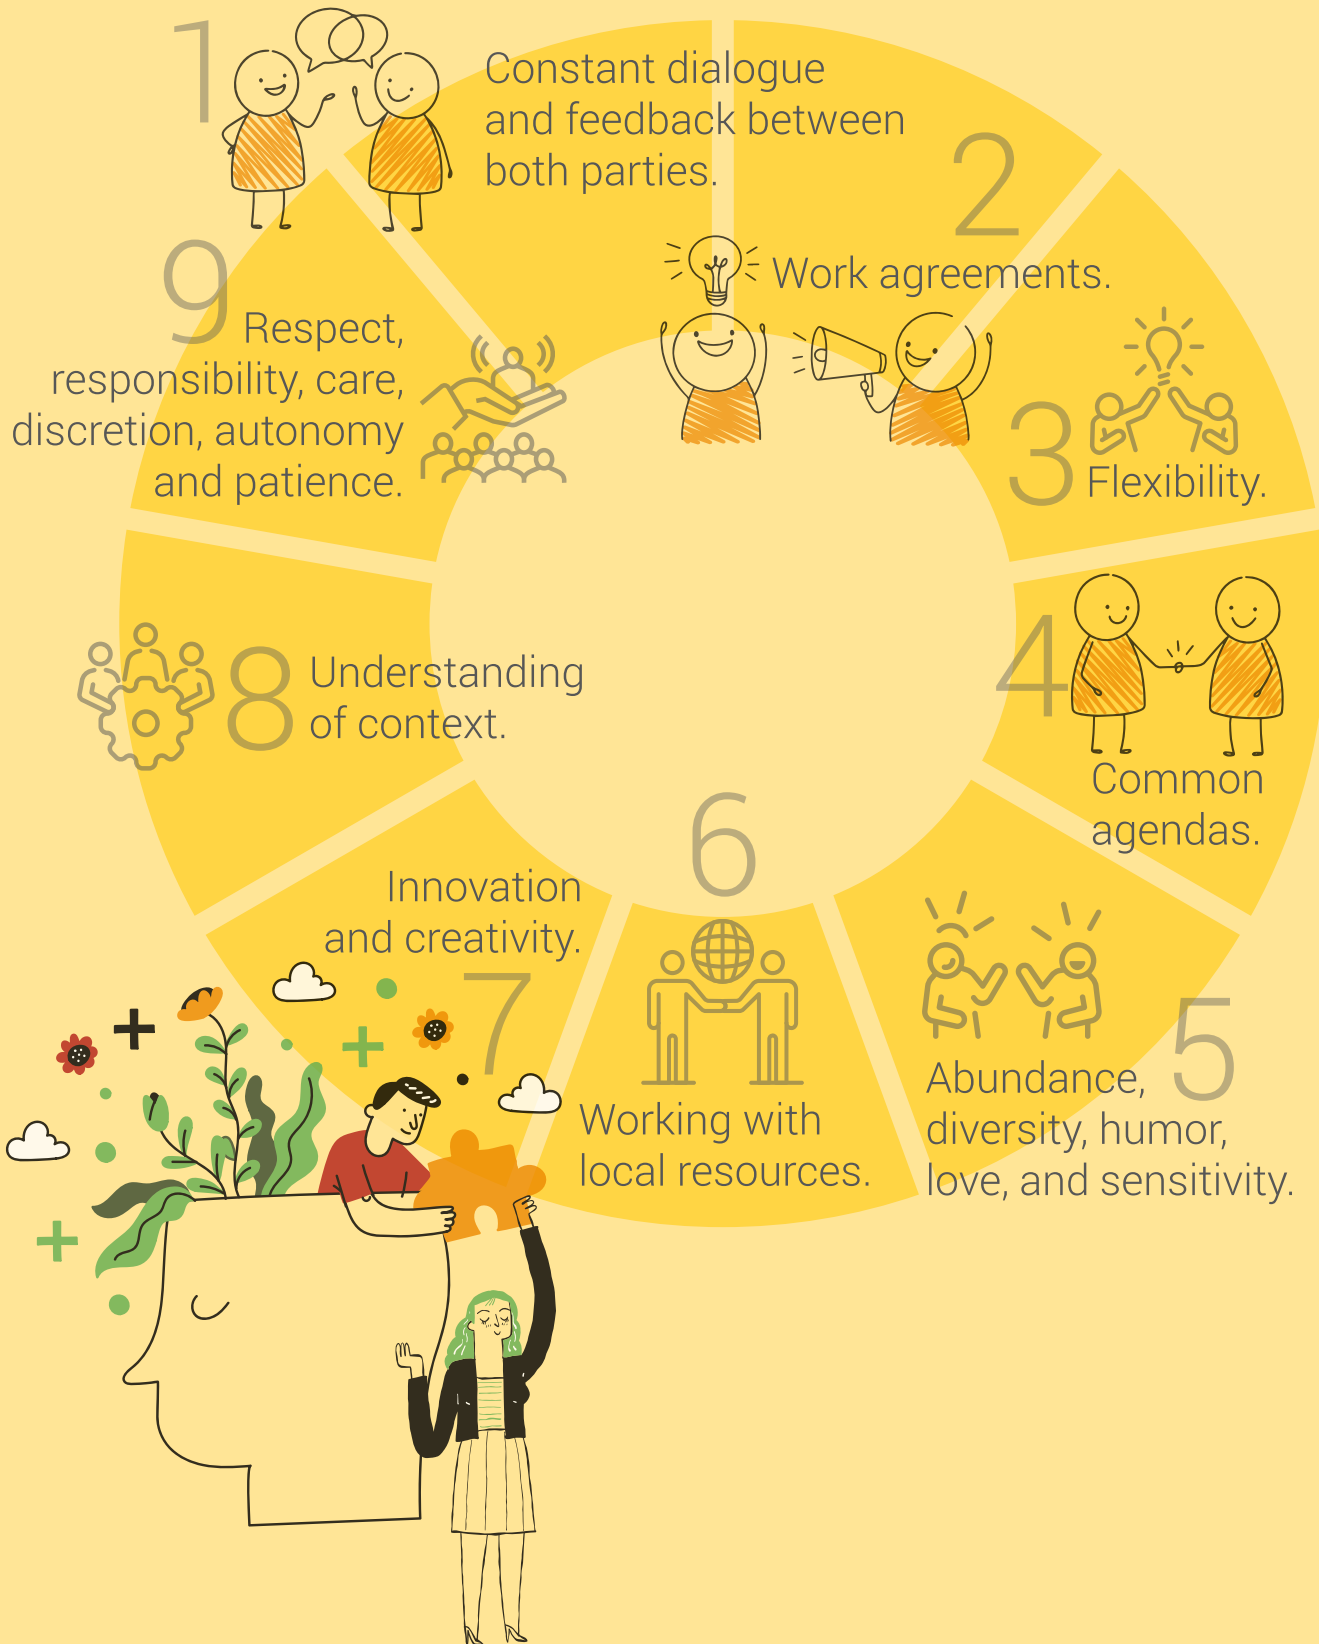 1
Constant dialogue
and feedback between
both parties.
2
Work agreements.
3
Flexibility.
4
Common
agendas.
5
Abundance,
diversity, humor,
love, and sensitivity.
6
Working with
local resources.
7
Innovation
and creativity.
8
Understanding
of context.
9
Respect,
responsibility, care,
discretion, autonomy
and patience.